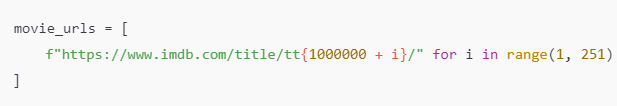 movie_urls = [
    f"https://www.imdb.com/title/tt{1000000 + i}/" for i in range(1, 251)
]